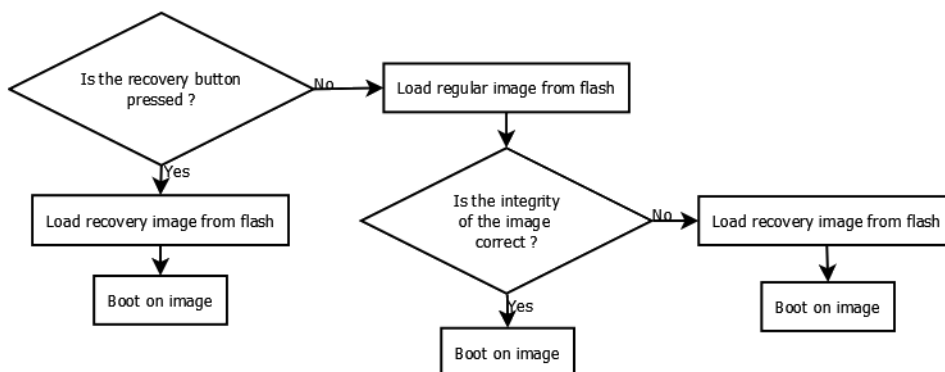 Is the recovery button
pressed ?
No
Load regular image from flash
Yes
Load recovery image from flash
Boot on image
Is the integrity
of the image
correct ?
No
Load recovery image from flash
Yes
Boot on image
Boot on image